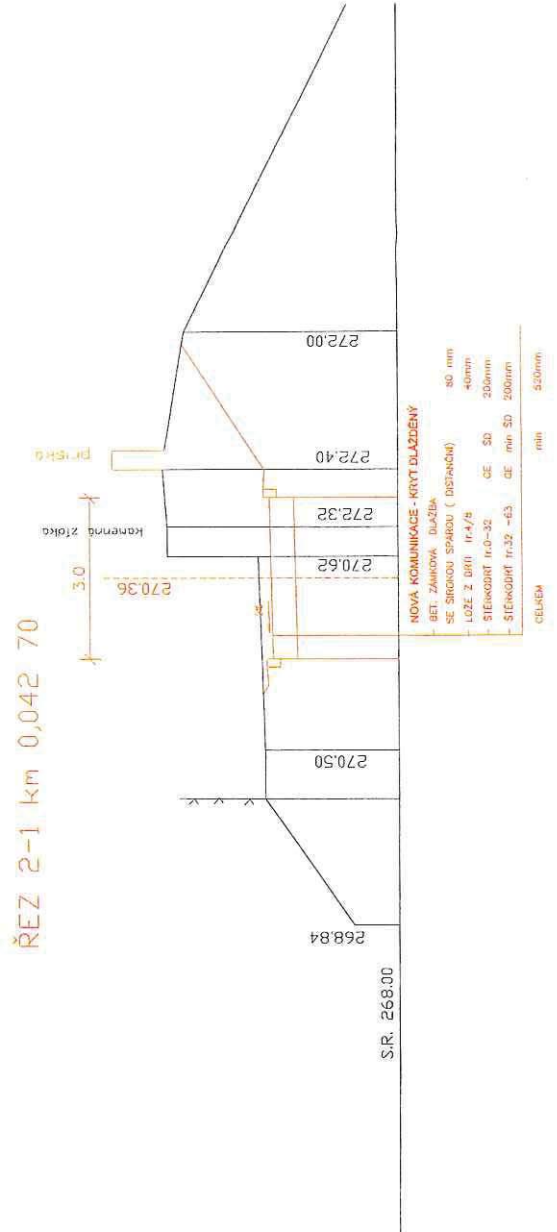 ŘEZ 2-1 km 0,042 70
3.0
270.36
kamenná zídka
268.84
270.50
270.62
272.32
272.40
272.00
S.R. 268.00
NOVÁ KOMUNIKACE - KRYT DLÁŽDĚNÝ
BET. ZÁMKOVÁ DLAŽBA
SE ŠIROKOU SPÁROU ( DISTANČNÍ) 80 mm
LOŽE Z DRTI fr.4/8 40mm
ŠTĚRKODRŤ fr.0-32 GE ŠD 200mm
ŠTĚRKODRŤ fr.32 -63 GE min ŠD 200mm
CELKEM min 520mm